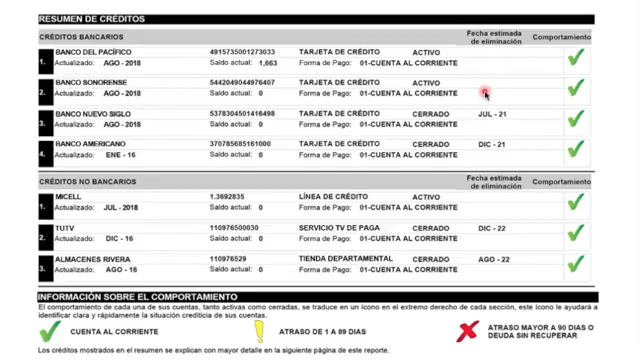 RESUMEN DE CRÉDITOS
CRÉDITOS BANCARIOS Fecha estimada de eliminación Comportamiento
1. BANCO DEL PACÍFICO 4915735001273033 TARJETA DE CRÉDITO ACTIVO
Actualizado: AGO - 2018 Saldo actual: 1,663 Forma de Pago: 01-CUENTA AL CORRIENTE
2. BANCO SONORENSE 5442049044976407 TARJETA DE CRÉDITO ACTIVO
Actualizado: AGO - 2018 Saldo actual: 0 Forma de Pago: 01-CUENTA AL CORRIENTE
3. BANCO NUEVO SIGLO 5378304501416498 TARJETA DE CRÉDITO CERRADO JUL - 21
Actualizado: AGO - 2018 Saldo actual: 0 Forma de Pago: 01-CUENTA AL CORRIENTE
4. BANCO AMERICANO 370785685161000 TARJETA DE CRÉDITO CERRADO DIC - 21
Actualizado: ENE - 16 Saldo actual: 0 Forma de Pago: 01-CUENTA AL CORRIENTE
CRÉDITOS NO BANCARIOS Fecha estimada de eliminación Comportamiento
1. MICELL 1.3692835 LÍNEA DE CRÉDITO ACTIVO
Actualizado: JUL - 2018 Saldo actual: 0 Forma de Pago: 01-CUENTA AL CORRIENTE
2. TUTV 110976500030 SERVICIO TV DE PAGA CERRADO DIC - 22
Actualizado: DIC - 16 Saldo actual: 0 Forma de Pago: 01-CUENTA AL CORRIENTE
3. ALMACENES RIVERA 110976529 TIENDA DEPARTAMENTAL CERRADO AGO - 22
Actualizado: AGO - 16 Saldo actual: 0 Forma de Pago: 01-CUENTA AL CORRIENTE
INFORMACIÓN SOBRE EL COMPORTAMIENTO
El comportamiento de cada una de sus cuentas, tanto activas como cerradas, se traduce en un ícono en el extremo derecho de cada sección, este ícono le ayudará a
identificar clara y rápidamente la situación crediticia de sus cuentas.
CUENTA AL CORRIENTE ATRASO DE 1 A 89 DIAS ATRASO MAYOR A 90 DIAS O
DEUDA SIN RECUPERAR
Los créditos mostrados en el resumen se explican con mayor detalle en la siguiente página de este reporte.